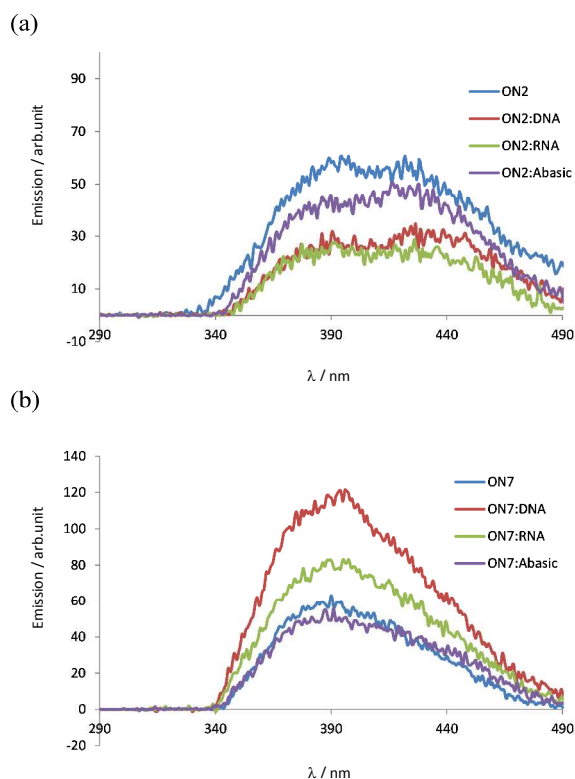 (a)
90
70
50
30
10
-10
290
340
390
440
490
Emission / arb.unit
λ / nm
ON2
ON2:DNA
ON2:RNA
ON2:Abasic
(b)
140
120
100
80
60
40
20
0
-20
290
340
390
440
490
Emission / arb.unit
λ / nm
ON7
ON7:DNA
ON7:RNA
ON7:Abasic